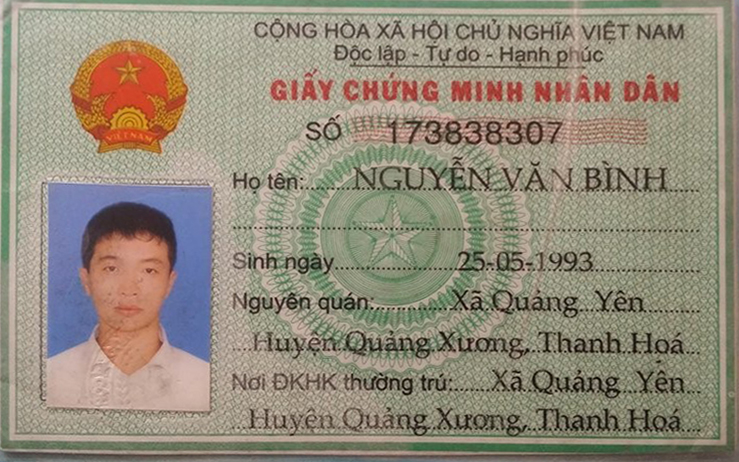 CỘNG HÒA XÃ HỘI CHỦ NGHĨA VIỆT NAM
Độc lập - Tự do - Hạnh phúc
GIẤY CHỨNG MINH NHÂN DÂN
SỐ 173838307
Họ tên: NGUYỄN VĂN BÌNH
Sinh ngày 25-05-1993
Nguyên quán: Xã Quảng Yên
Huyện Quảng Xương, Thanh Hoá
Nơi ĐKHK thường trú: Xã Quảng Yên
Huyện Quảng Xương, Thanh Hoá
VIỆT NAM